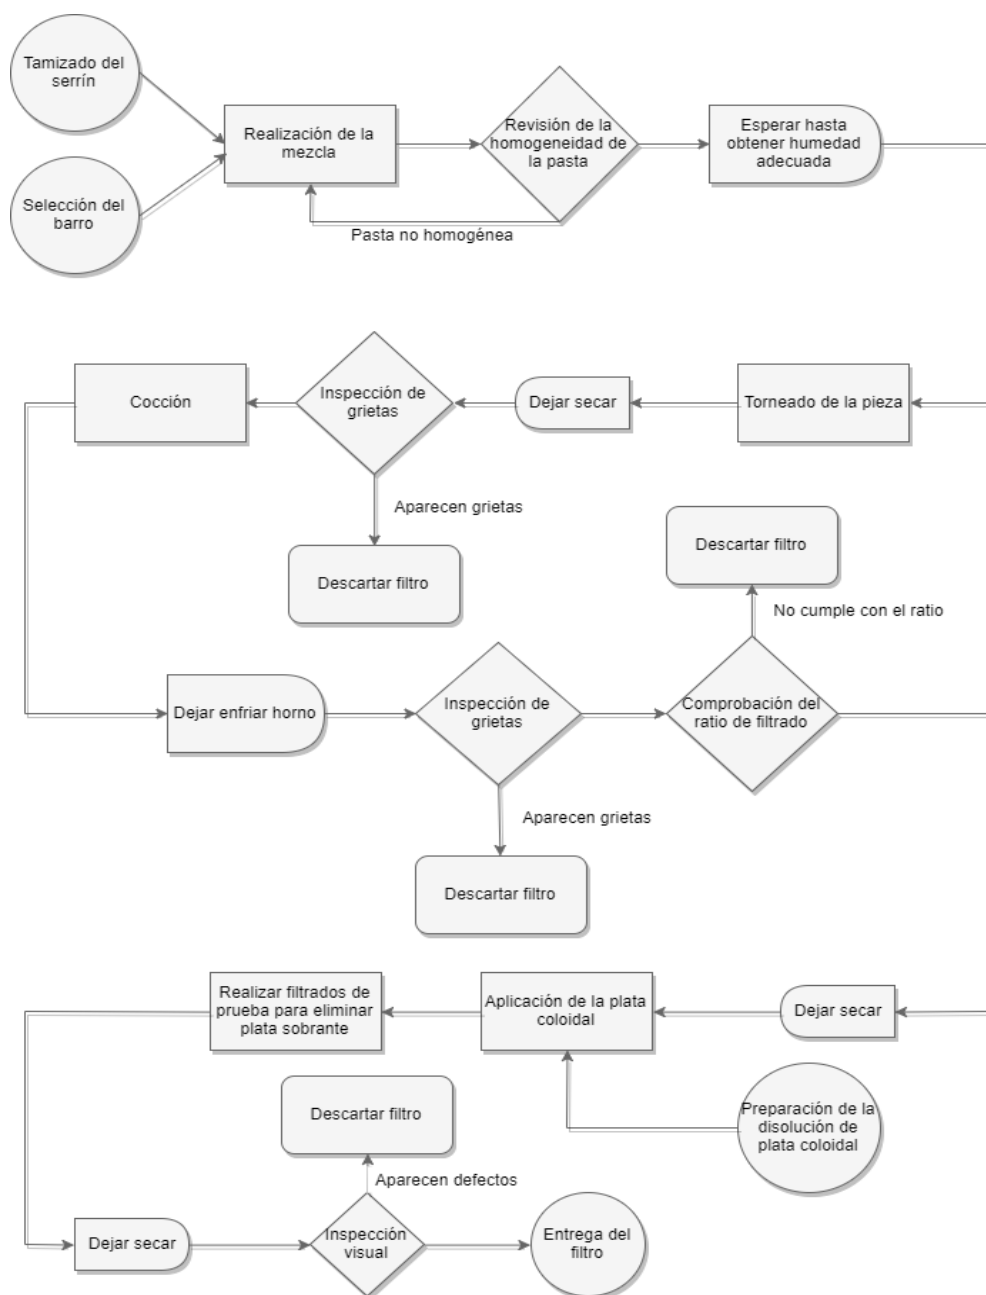 Tamizado del
serrín
Realización de la
mezcla
Revisión de la
homogeneidad de
la pasta
Esperar hasta
obtener humedad
adecuada
Selección del
barro
Pasta no homogénea
Cocción
Inspección de
grietas
Dejar secar
Torneado de la pieza
Aparecen grietas
Descartar filtro
Descartar filtro
No cumple con el ratio
Dejar enfriar horno
Inspección de
grietas
Comprobación del
ratio de filtrado
Aparecen grietas
Descartar filtro
Realizar filtrados de
prueba para eliminar
plata sobrante
Aplicación de la plata
coloidal
Dejar secar
Descartar filtro
Preparación de la
disolución de
plata coloidal
Aparecen defectos
Dejar secar
Inspección
visual
Entrega del
filtro